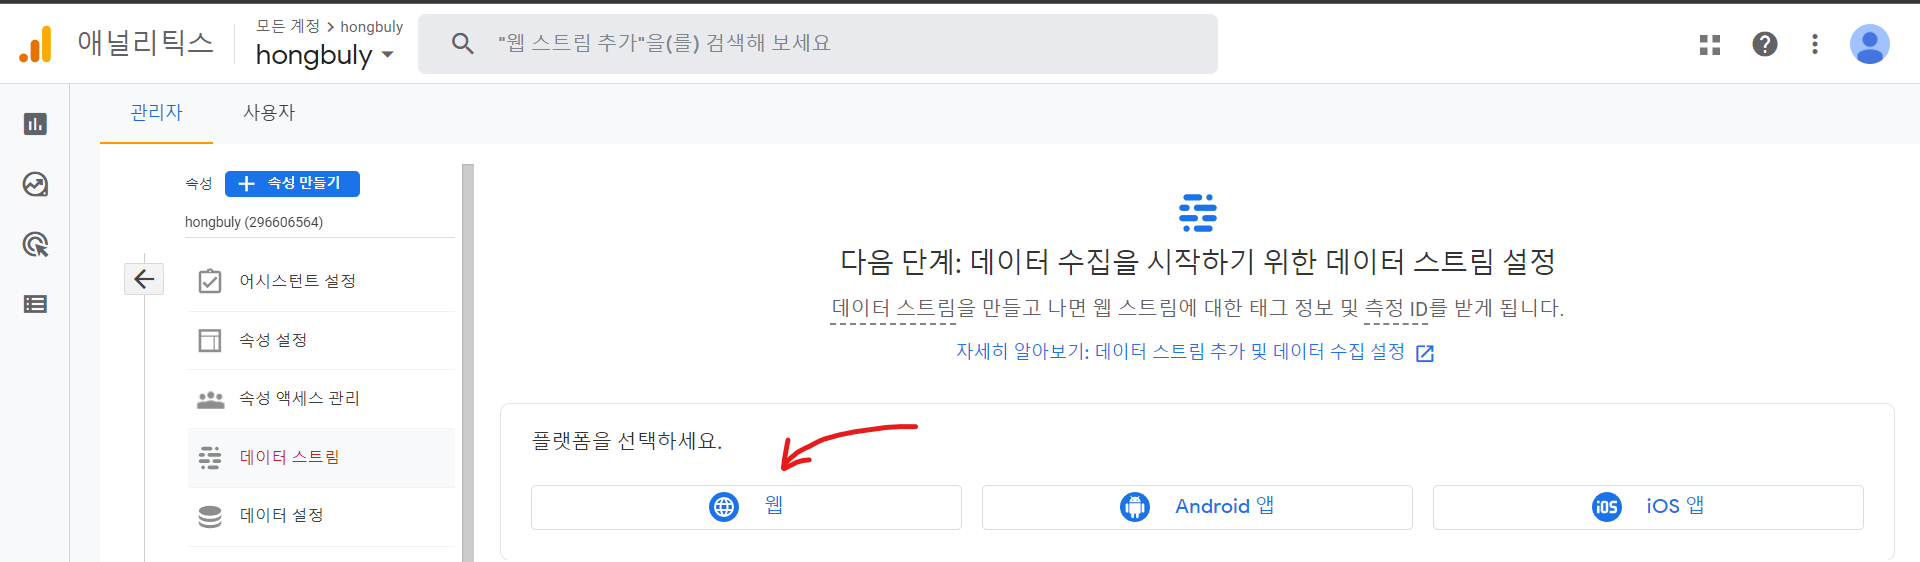 애널리틱스
모든 계정 > hongbuly
hongbuly
"웹 스트림 추가"을(를) 검색해 보세요
관리자
사용자
속성
속성 만들기
hongbuly (296606564)
어시스턴트 설정
속성 설정
속성 액세스 관리
데이터 스트림
데이터 설정
다음 단계: 데이터 수집을 시작하기 위한 데이터 스트림 설정
데이터 스트림을 만들고 나면 웹 스트림에 대한 태그 정보 및 측정 ID를 받게 됩니다.
자세히 알아보기: 데이터 스트림 추가 및 데이터 수집 설정
플랫폼을 선택하세요.
웹
Android 앱
iOS iOS 앱